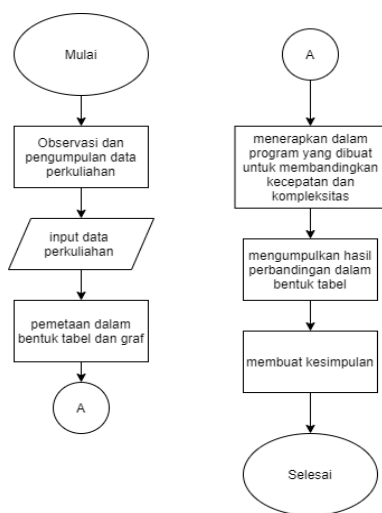 Mulai
Observasi dan
pengumpulan data
perkuliahan
input data
perkuliahan
pemetaan dalam
bentuk tabel dan graf
A
A
menerapkan dalam
program yang dibuat
untuk membandingkan
kecepatan dan
kompleksitas
mengumpulkan hasil
perbandingan dalam
bentuk tabel
membuat kesimpulan
Selesai